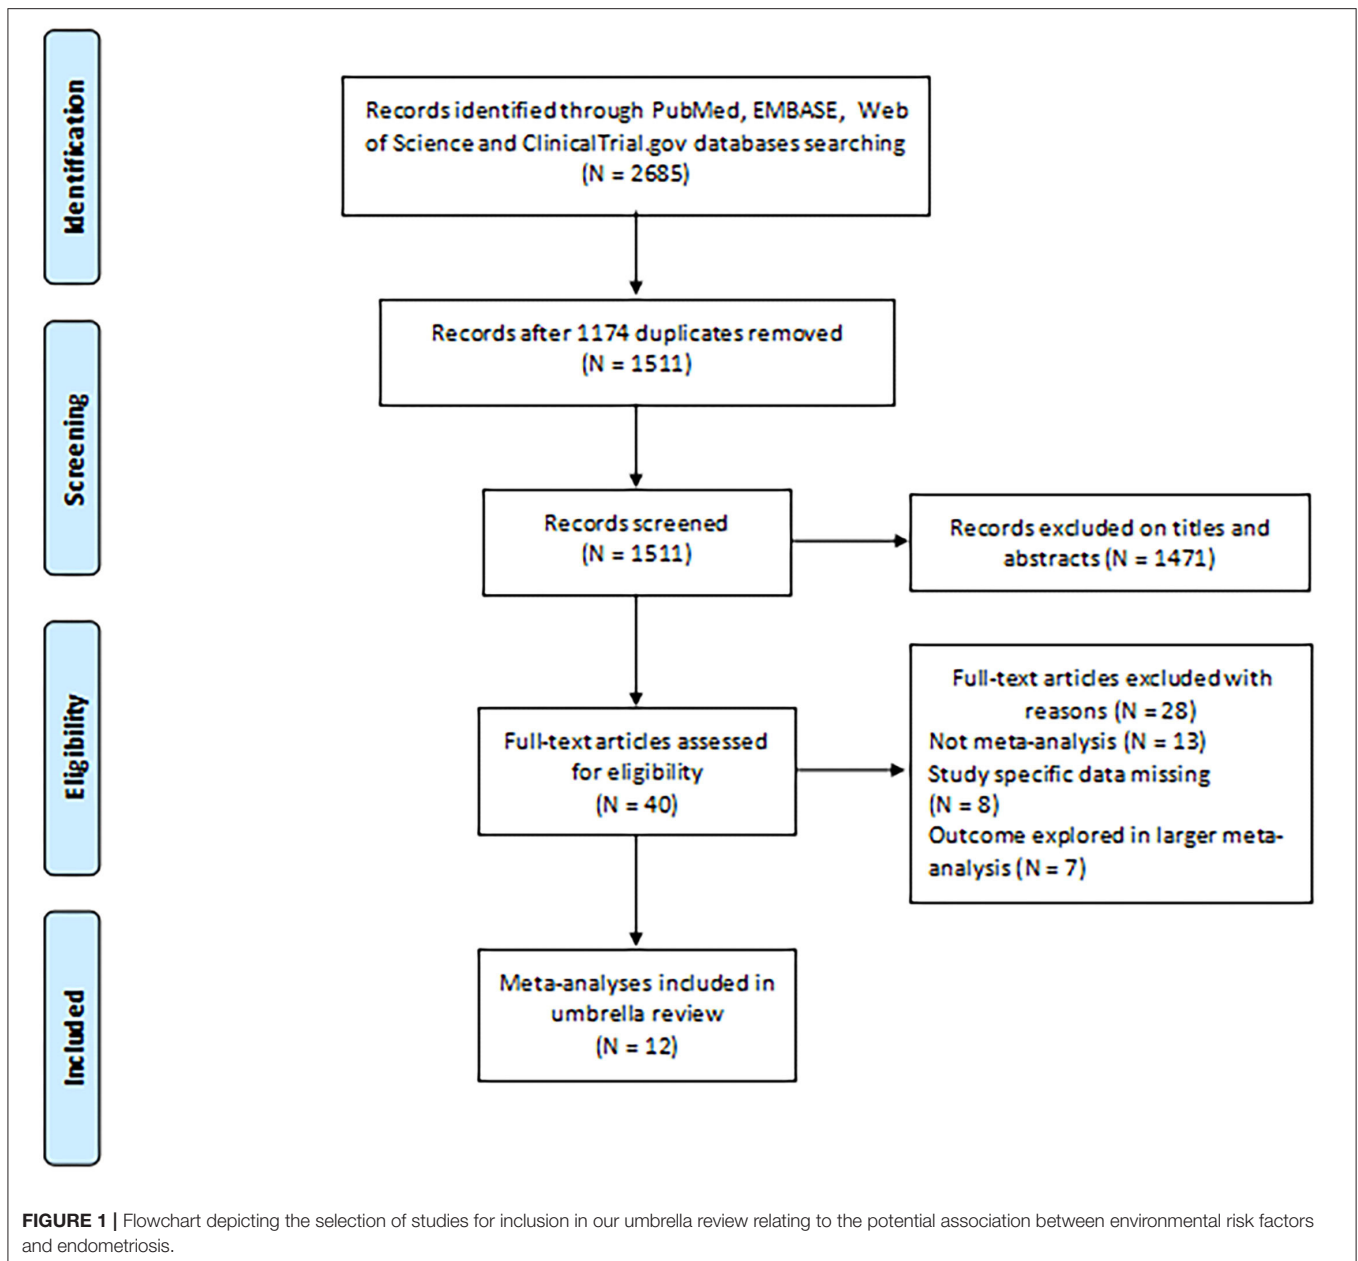 Identification
Records identified through PubMed, EMBASE, Web
of Science and ClinicalTrial.gov databases searching
(N = 2685)
Records after 1174 duplicates removed
(N = 1511)
Screening
Records screened
(N = 1511)
Records excluded on titles and
abstracts (N = 1471)
Eligibility
Full-text articles assessed
for eligibility
(N = 40)
Full-text articles excluded with
reasons (N = 28)
Not meta-analysis (N = 13)
Study specific data missing
(N = 8)
Outcome explored in larger meta-
analysis (N = 7)
Included
Meta-analyses included in
umbrella review
(N = 12)
FIGURE 1 | Flowchart depicting the selection of studies for inclusion in our umbrella review relating to the potential association between environmental risk factors
and endometriosis.